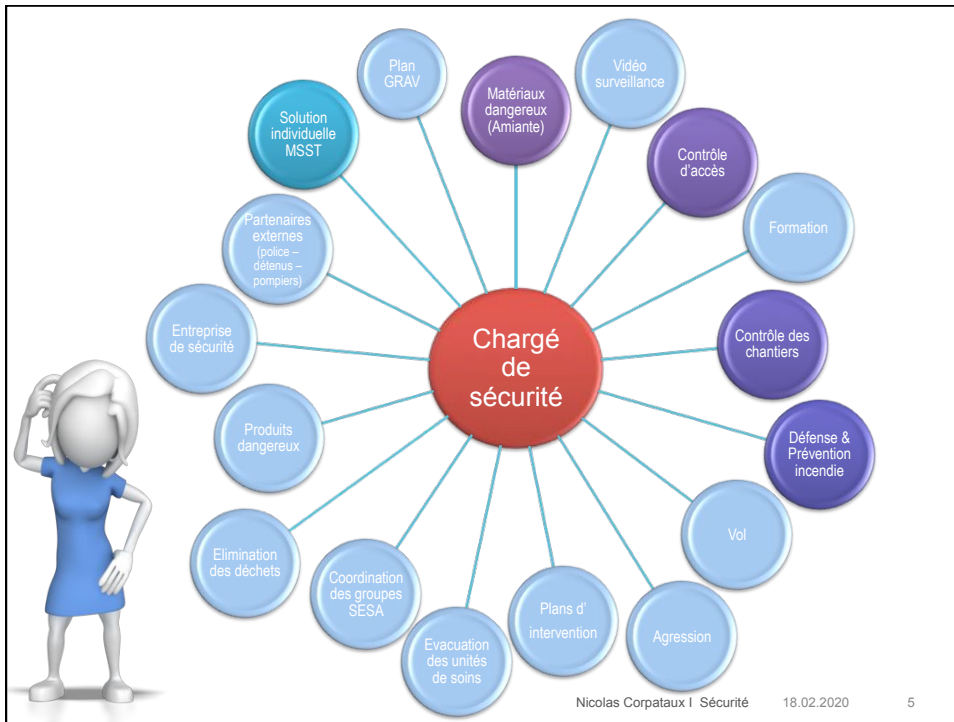 Plan
GRAV
Matériaux
dangereux
(Amiante)
Vidéo
surveillance
Contrôle
d'accès
Formation
Contrôle des
chantiers
Défense &
Prévention
incendie
Vol
Agression
Plans d'
intervention
Evacuation
des unités
de soins
Coordination
des groupes
SESA
Elimination
des déchets
Produits
dangereux
Entreprise
de sécurité
Partenaires
externes
(police –
détenus –
pompiers)
Solution
individuelle
MSST
Chargé
de
sécurité
Nicolas Corpataux I Sécurité 18.02.2020 5